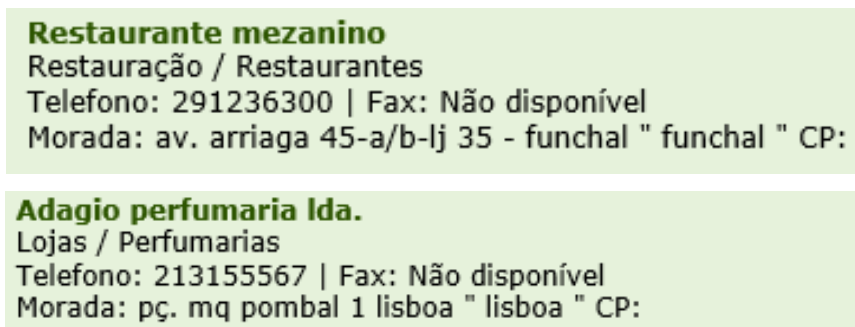 Restaurante mezanino
Restauração / Restaurantes
Telefono: 291236300 | Fax: Não disponível
Morada: av. arriaga 45-a/b-lj 35 - funchal " funchal " CP:
Adagio perfumaria lda.
Lojas / Perfumarias
Telefono: 213155567 | Fax: Não disponível
Morada: pç. mq pombal 1 lisboa " lisboa " CP: